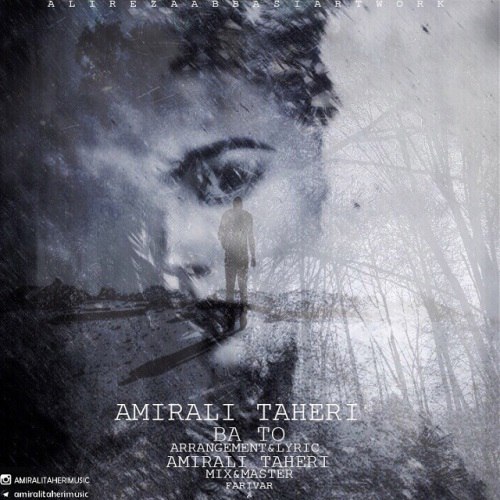 ALIREZAABBASIARTWORK
AMIRALI TAHERI
BA TO
ARRANGEMENT&LYRIC
AMIRALI TAHERI
MIX&MASTER
FARIVAR
&
AMIRALITAHERIMUSIC
amiralitaherimusic